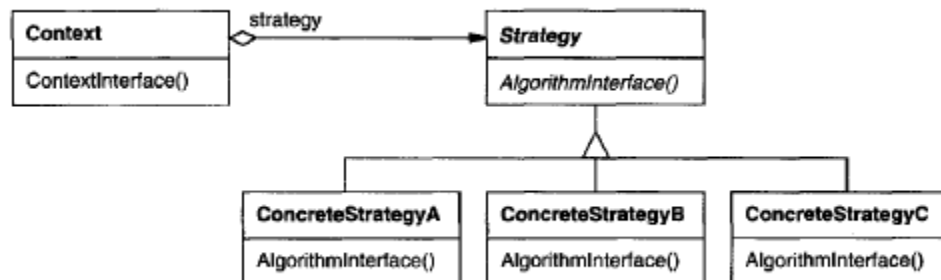 strategy
Context
Strategy
ContextInterface()
AlgorithmInterface()
ConcreteStrategyA
ConcreteStrategyB
ConcreteStrategyC
AlgorithmInterface()
AlgorithmInterface()
AlgorithmInterface()